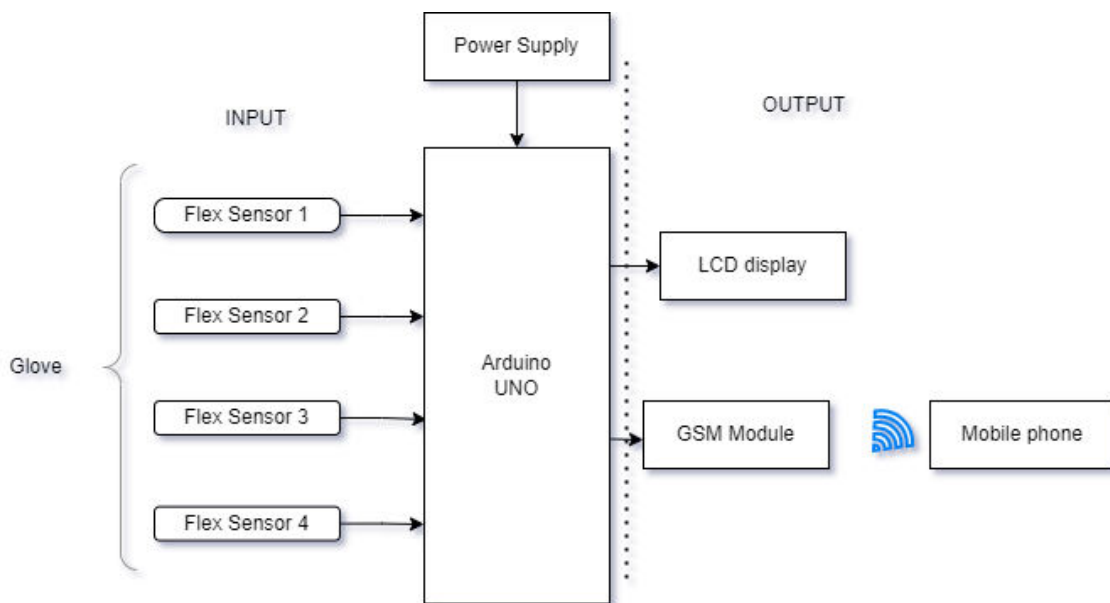 Power Supply
INPUT
OUTPUT
Flex Sensor 1
LCD display
Flex Sensor 2
Glove
Arduino
UNO
Flex Sensor 3
GSM Module
Mobile phone
Flex Sensor 4